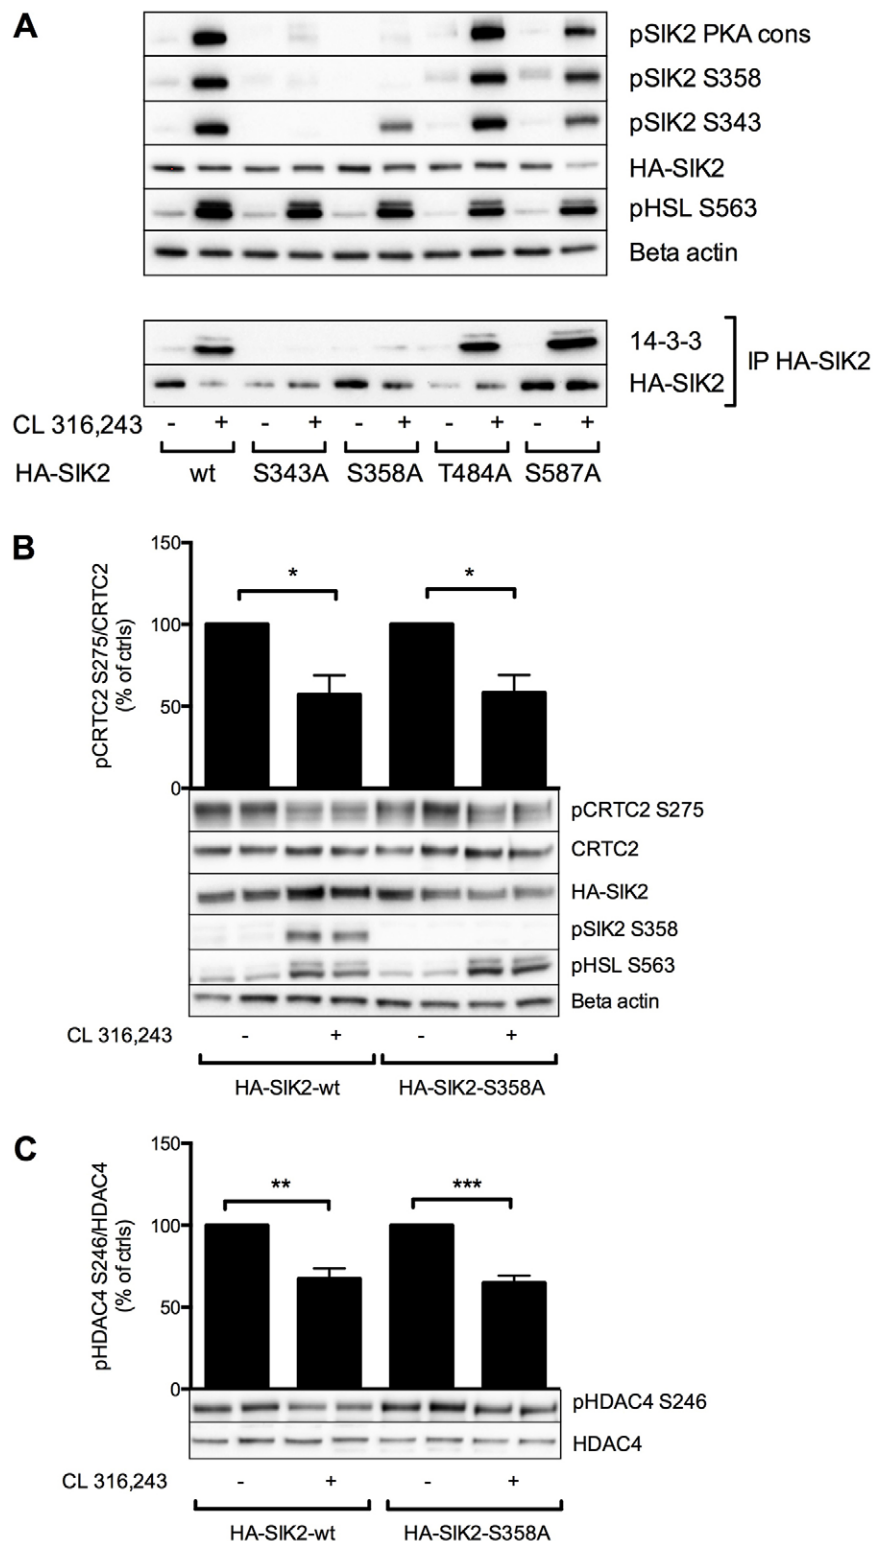 A
pSIK2 PKA cons
pSIK2 S358
pSIK2 S343
HA-SIK2
pHSL S563
Beta actin
14-3-3
HA-SIK2
IP HA-SIK2
CL 316,243 - + - + - + - + - +
HA-SIK2 wt S343A S358A T484A S587A
B
pCRTC2 S275/CRTC2
(% of ctrls)
150
100
50
0
* *
pCRTC2 S275
CRTC2
HA-SIK2
pSIK2 S358
pHSL S563
Beta actin
CL 316,243 - + - +
HA-SIK2-wt HA-SIK2-S358A
C
pHDAC4 S246/HDAC4
(% of ctrls)
150
100
50
0
** ***
pHDAC4 S246
HDAC4
CL 316,243 - + - +
HA-SIK2-wt HA-SIK2-S358A